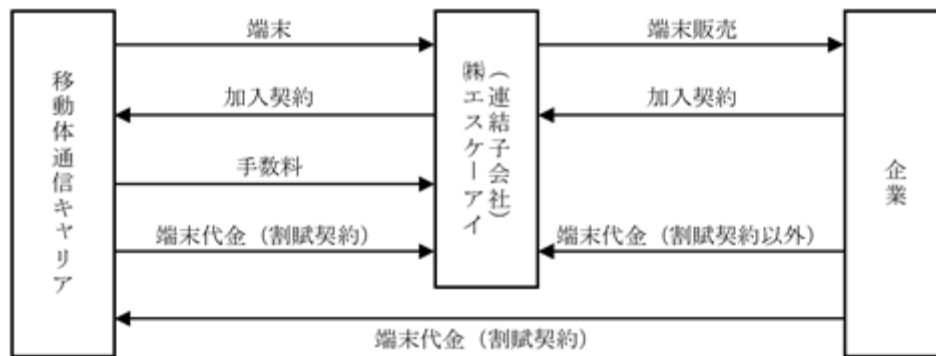 移動体通信キャリア
端末
加入契約
手数料
端末代金（割賦契約）
（連結子会社）
㈱エスケーアイ
端末販売
加入契約
端末代金（割賦契約以外）
企業
端末代金（割賦契約）